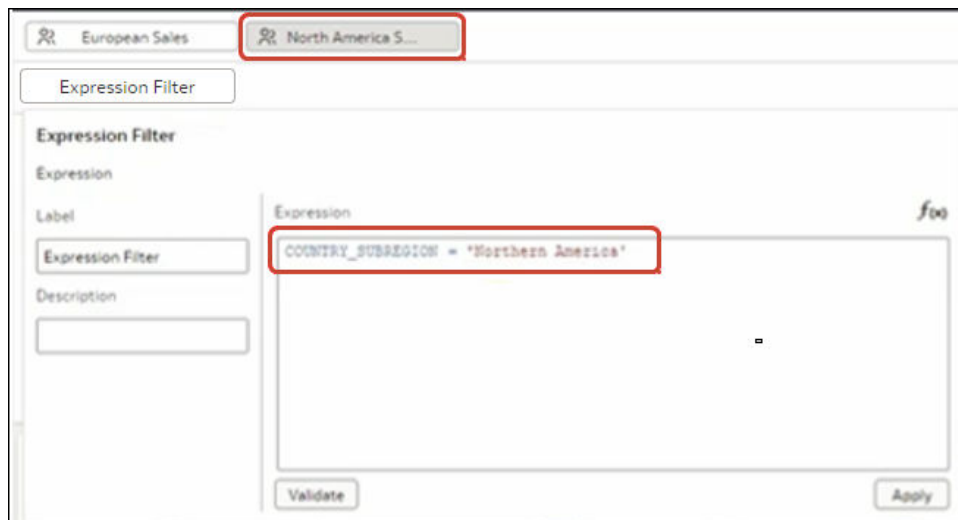 European Sales
North America S...
Expression Filter
Expression Filter
Expression
Label
Expression
f(x)
Expression Filter
COUNTRY_SUBREGION = 'Northern America'
Description
Validate
Apply